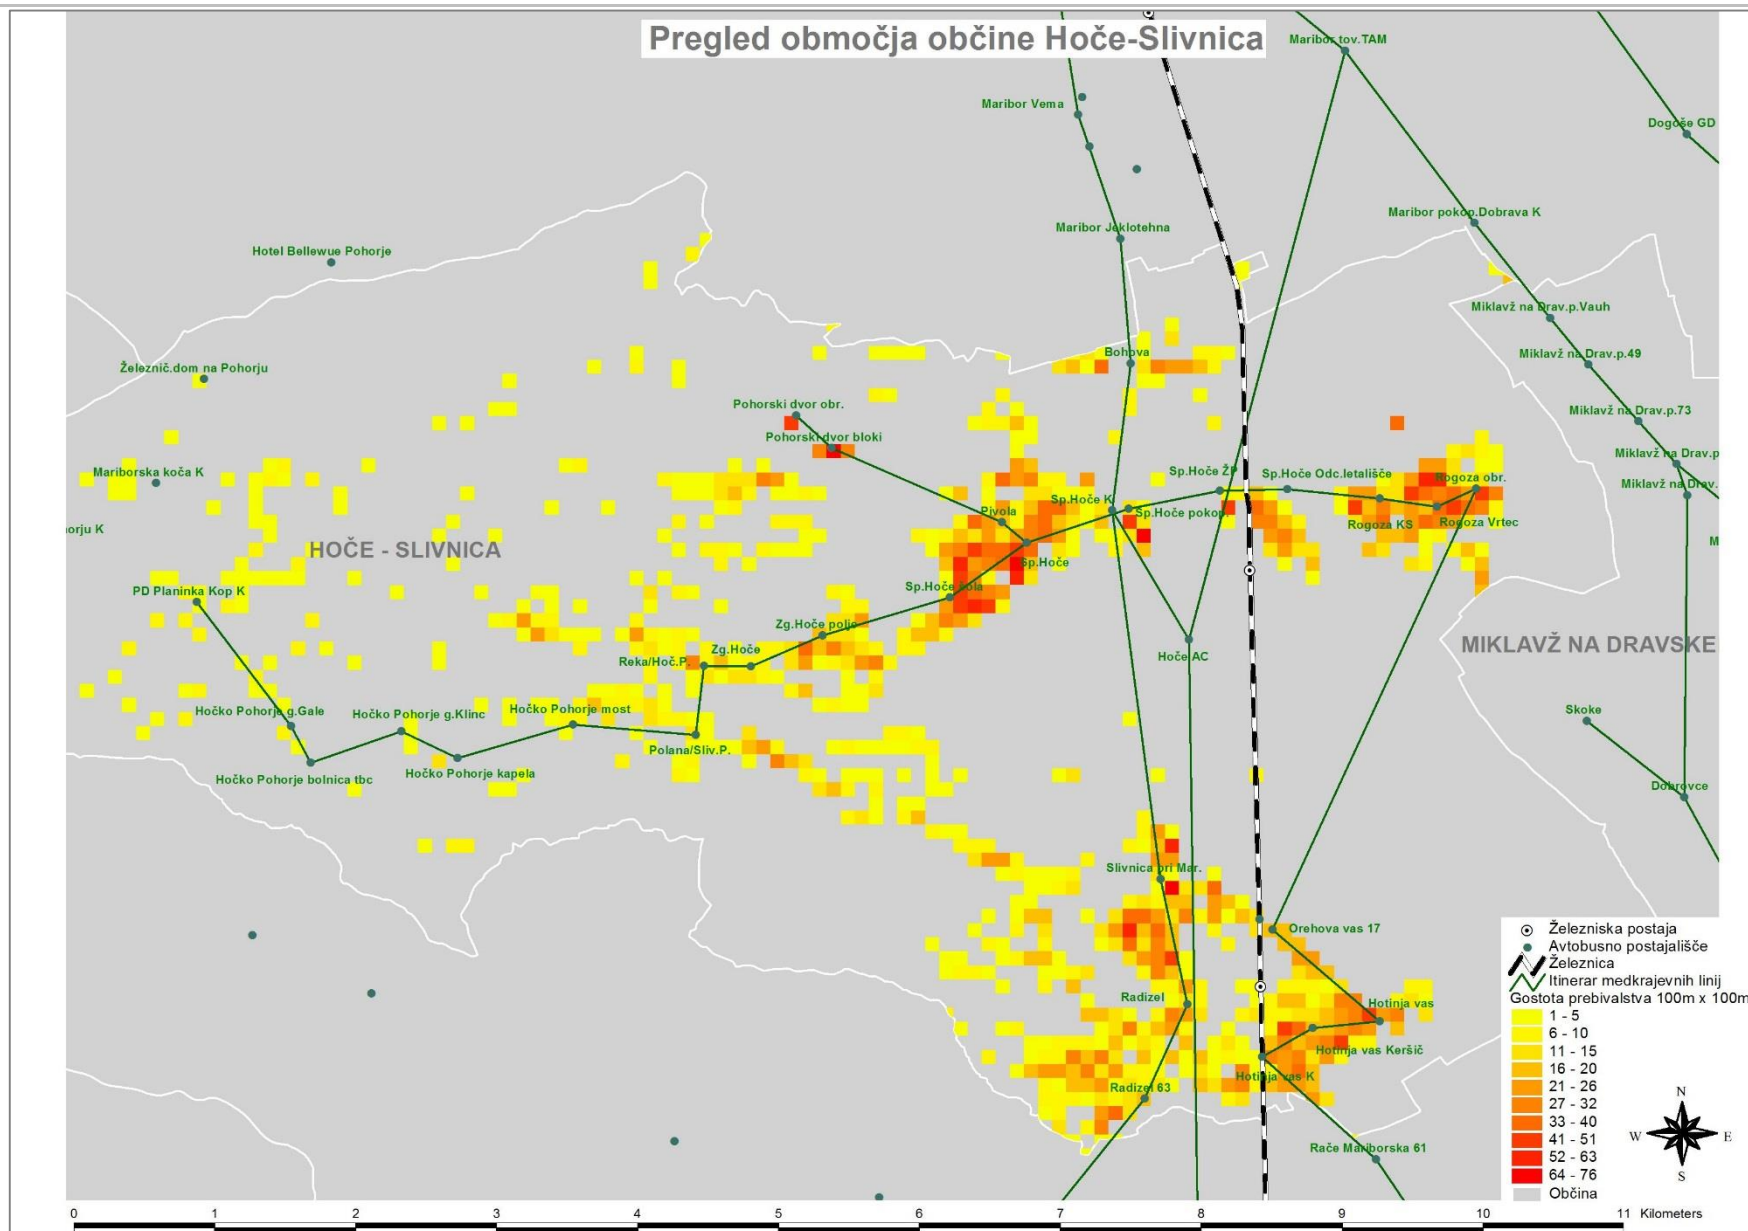 Pregled območja občine Hoče-Slivnica
Maribor tov.TAM
Maribor Vema
Dogoše GD
Maribor pokop.Dobrava K
Maribor Jeklotehna
Hotel Bellewue Pohorje
Miklavž na Drav.p.Vauh
Bohova
Miklavž na Drav.p.49
Železnič.dom na Pohorju
Pohorski dvor obr.
Miklavž na Drav.p.73
Pohorski dvor bloki
Miklavž na Drav.p
Mariborska koča K
Sp.Hoče ŽP
Sp.Hoče Odc.letališče
Rogoza obr.
Miklavž na Drav.
Sp.Hoče K
Pivola
Sp.Hoče pokop.
Rogoza KS
Rogoza Vrtec
horju K
M
HOČE - SLIVNICA
Sp.Hoče
PD Planinka Kop K
Sp.Hoče šola
Zg.Hoče polje
Zg.Hoče
Reka/Hoč.P.
Hoče AC
MIKLAVŽ NA DRAVSKE
Hočko Pohorje g.Gale
Hočko Pohorje g.Klinc
Hočko Pohorje most
Skoke
Polana/Sliv.P.
Hočko Pohorje bolnica tbc
Hočko Pohorje kapela
Dobrovce
Slivnica pri Mar.
Orehova vas 17
Radizel
Hotinja vas
Hotinja vas Keršič
Hotinja vas K
Radizel 63
Rače Mariborska 61
Železniska postaja
Avtobusno postajališče
Železnica
Itinerar medkrajevnih linij
Gostota prebivalstva 100m x 100m
1 - 5
6 - 10
11 - 15
16 - 20
21 - 26
27 - 32
33 - 40
41 - 51
52 - 63
64 - 76
Občina
N
W E
S
0 1 2 3 4 5 6 7 8 9 10 11 Kilometers